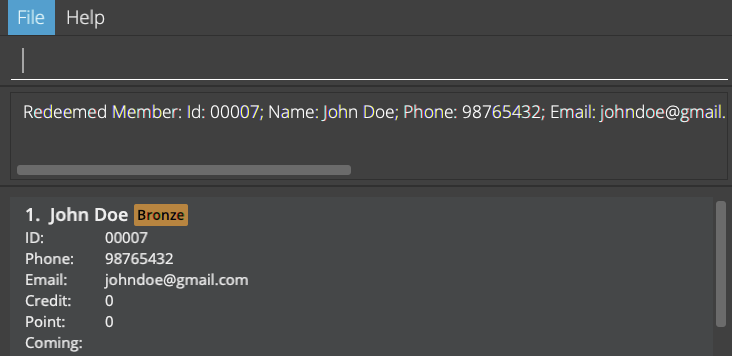 File Help
Redeemed Member: Id: 00007; Name: John Doe; Phone: 98765432; Email: johndoe@gmail.
1. John Doe Bronze
ID: 00007
Phone: 98765432
Email: johndoe@gmail.com
Credit: 0
Point: 0
Coming: